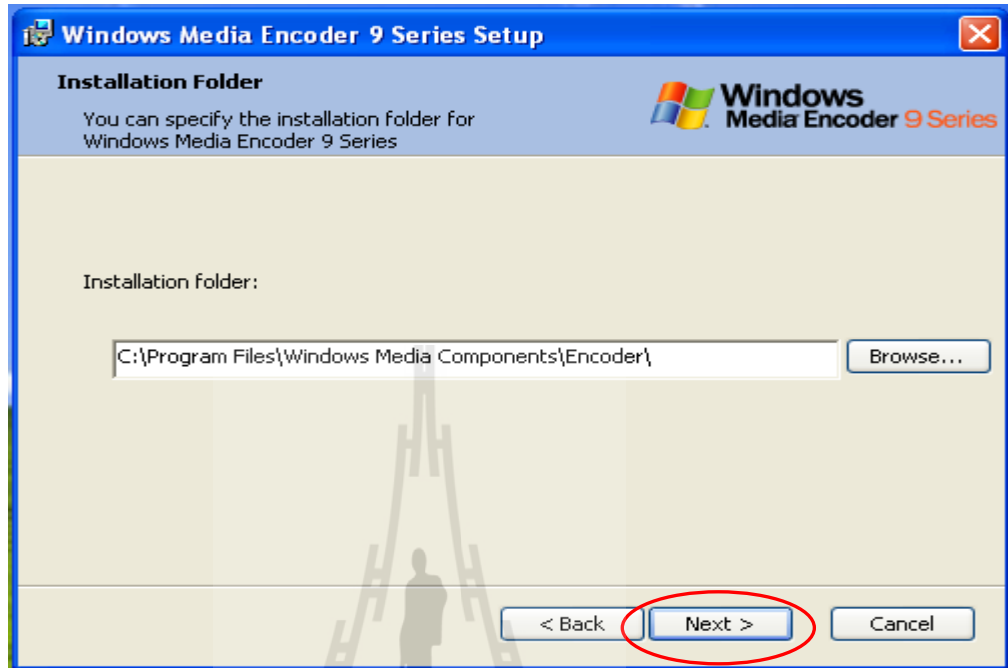 Windows Media Encoder 9 Series Setup
Installation Folder
You can specify the installation folder for
Windows Media Encoder 9 Series
Windows
Media Encoder 9 Series
Installation folder:
C:\Program Files\Windows Media Components\Encoder\
Browse...
< Back
Next >
Cancel